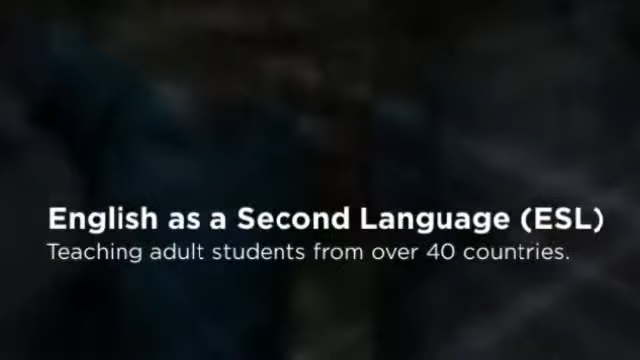 English as a Second Language (ESL)
Teaching adult students from over 40 countries.